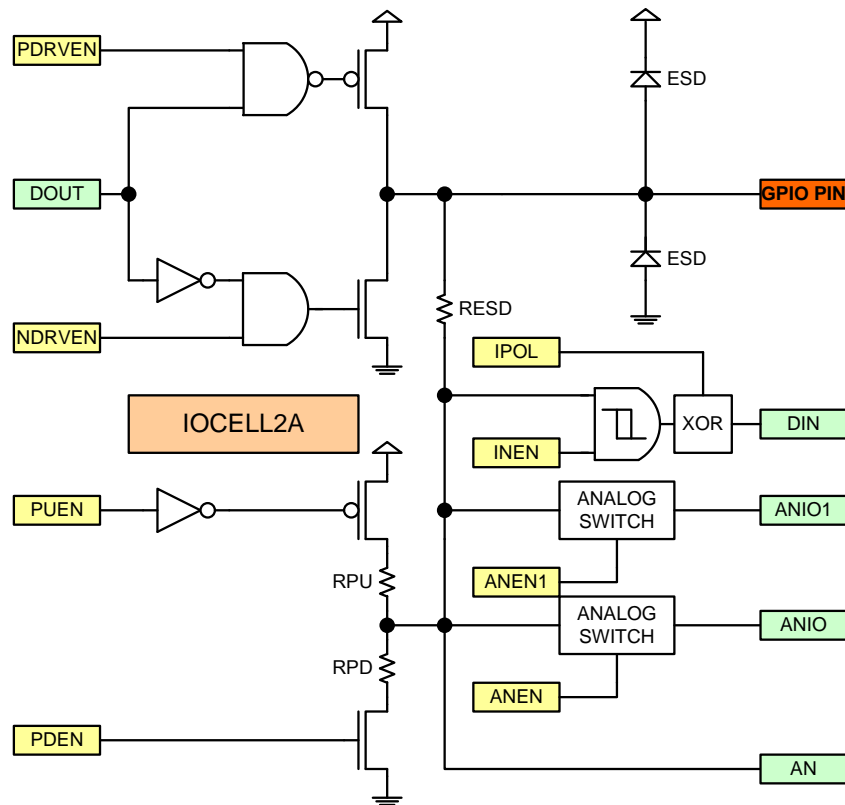 PDRVEN
ESD
DOUT
GPIO PIN
ESD
RESD
NDRVEN
IPOL
IOCELL2A
XOR
DIN
INEN
PUEN
ANALOG
SWITCH
ANIO1
RPU
ANEN1
ANALOG
SWITCH
ANIO
RPD
ANEN
PDEN
AN